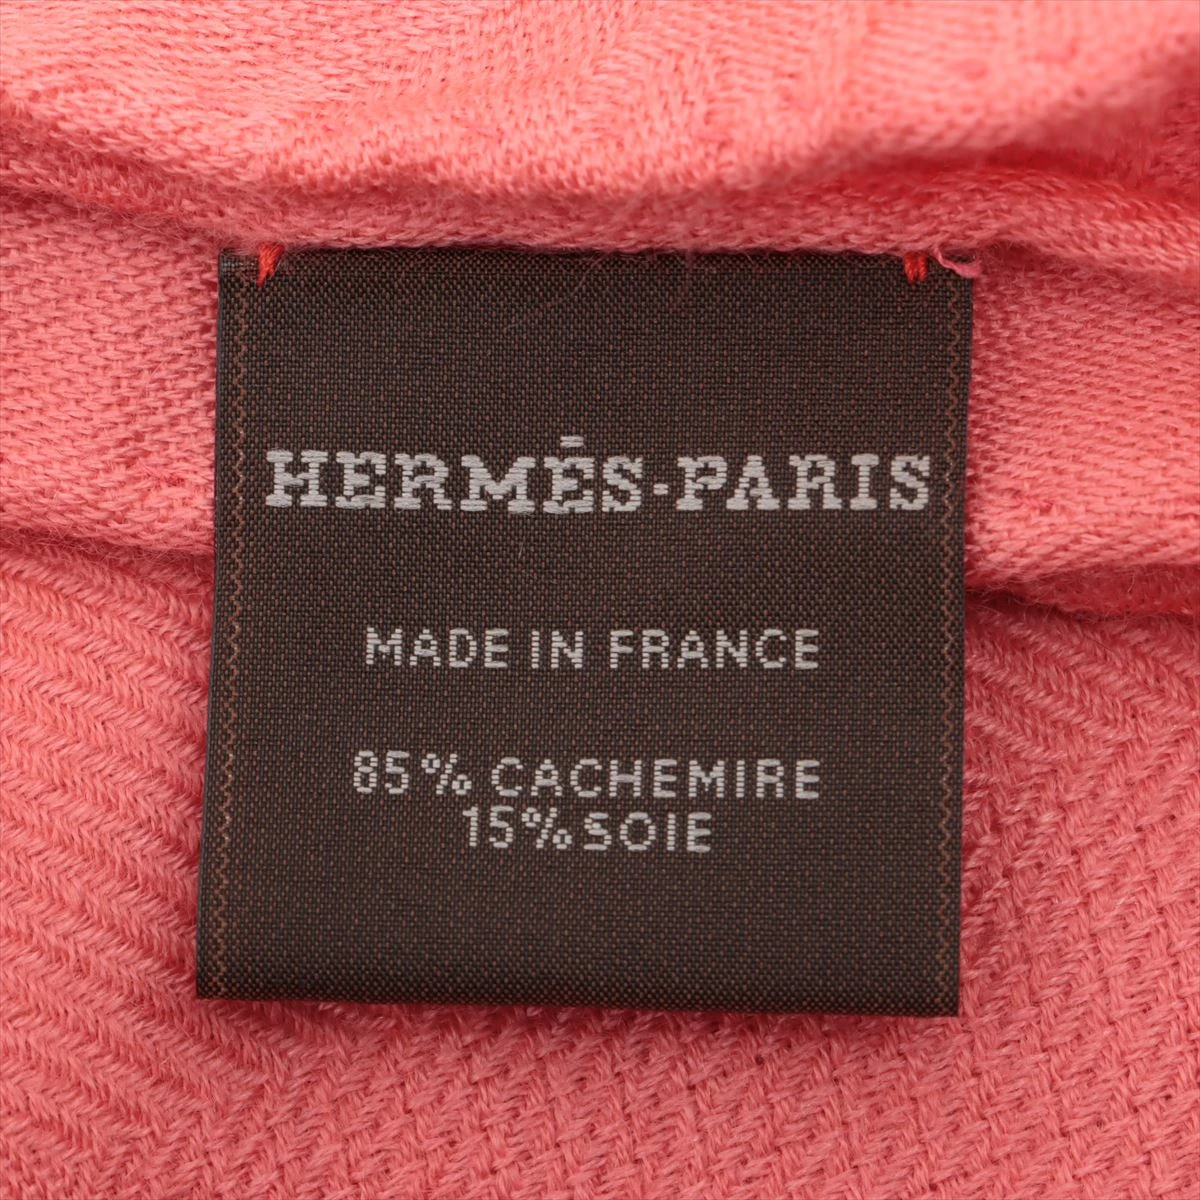 HERMÈS-PARIS
MADE IN FRANCE
85% CACHEMIRE
15% SOIE